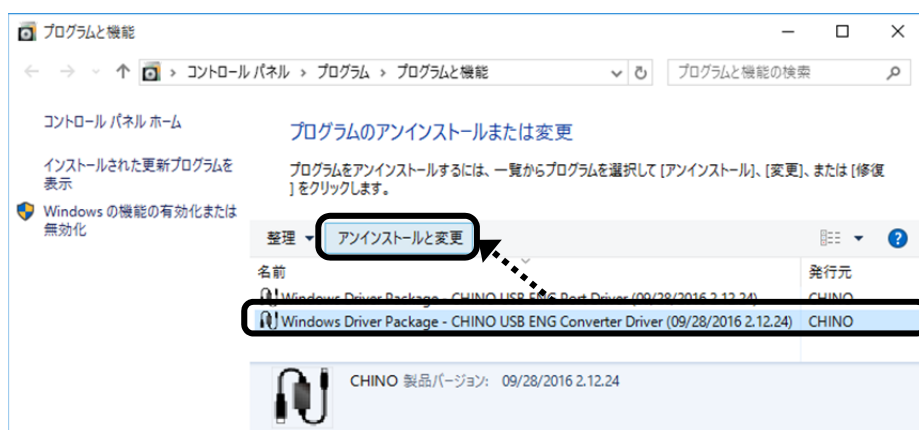 プログラムと機能
コントロール パネル › プログラム › プログラムと機能
プログラムと機能の検索
コントロール パネル ホーム
インストールされた更新プログラムを
表示
Windows の機能の有効化または
無効化
プログラムのアンインストールまたは変更
プログラムをアンインストールするには、一覧からプログラムを選択して [アンインストール]、[変更]、または [修復
] をクリックします。
整理 アンインストールと変更
名前 発行元
Windows Driver Package - CHINO USB ENG Port Driver (09/28/2016 2.12.24) CHINO
Windows Driver Package - CHINO USB ENG Converter Driver (09/28/2016 2.12.24) CHINO
CHINO 製品バージョン: 09/28/2016 2.12.24